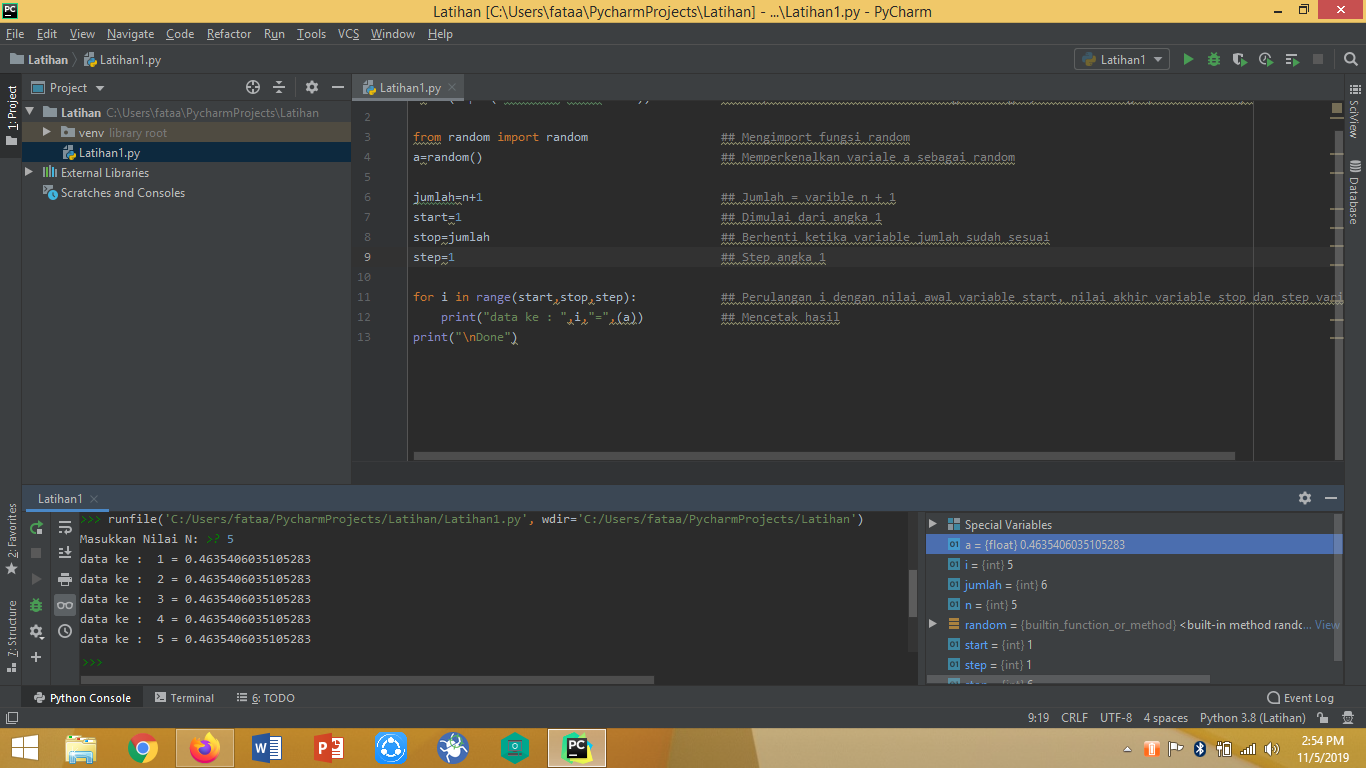 PC
Latihan [C:\Users\fataa\PycharmProjects\Latihan] - ...\Latihan1.py - PyCharm
File Edit View Navigate Code Refactor Run Tools VCS Window Help
Latihan Latihan1.py
Latihan1
1: Project
Project
Latihan1.py
Latihan C:\Users\fataa\PycharmProjects\Latihan
venv library root
Latihan1.py
External Libraries
Scratches and Consoles
2
3 from random import random ## Mengimport fungsi random
4 a=random() ## Memperkenalkan variale a sebagai random
5
6 jumlah=n+1 ## Jumlah = varible n + 1
7 start=1 ## Dimulai dari angka 1
8 stop=jumlah ## Berhenti ketika variable jumlah sudah sesuai
9 step=1 ## Step angka 1
10
11 for i in range(start,stop,step): ## Perulangan i dengan nilai awal variable start, nilai akhir variable stop dan step vari
12 print("data ke : ",i,"=",(a)) ## Mencetak hasil
13 print("\nDone")
SciView
Database
2: Favorites
7: Structure
Latihan1
>>> runfile('C:/Users/fataa/PycharmProjects/Latihan/Latihan1.py', wdir='C:/Users/fataa/PycharmProjects/Latihan')
Masukkan Nilai N: >? 5
data ke :  1 = 0.4635406035105283
data ke :  2 = 0.4635406035105283
data ke :  3 = 0.4635406035105283
data ke :  4 = 0.4635406035105283
data ke :  5 = 0.4635406035105283
>>>
Special Variables
a = {float} 0.4635406035105283
i = {int} 5
jumlah = {int} 6
n = {int} 5
random = {builtin_function_or_method} <built-in method randc... View
start = {int} 1
step = {int} 1
Python Console Terminal 6: TODO Event Log
9:19 CRLF UTF-8 4 spaces Python 3.8 (Latihan)
2:54 PM
11/5/2019